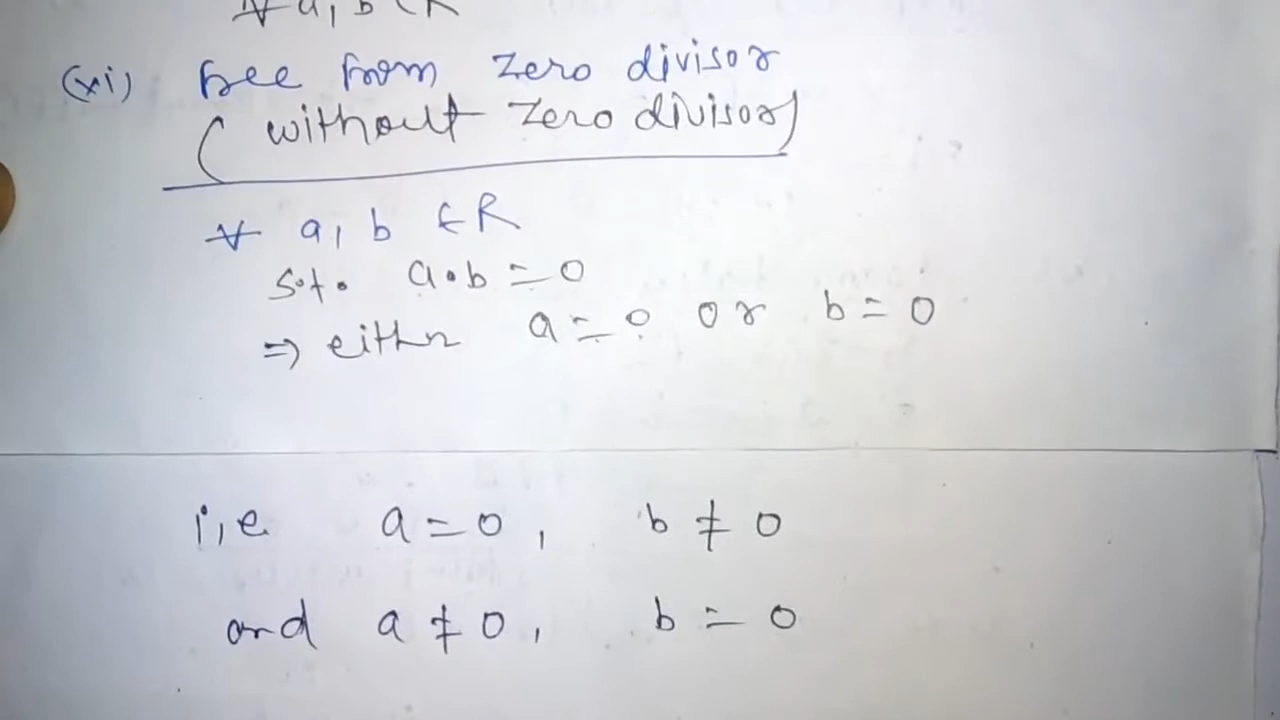 ∀ a, b ∈ R
(xi) free from zero divisor
( without zero divisor)
∀ a, b ∈ R
S.t. a.b = 0
⇒ either a = 0 or b = 0
i,e a = 0, b ≠ 0
and a ≠ 0, b = 0